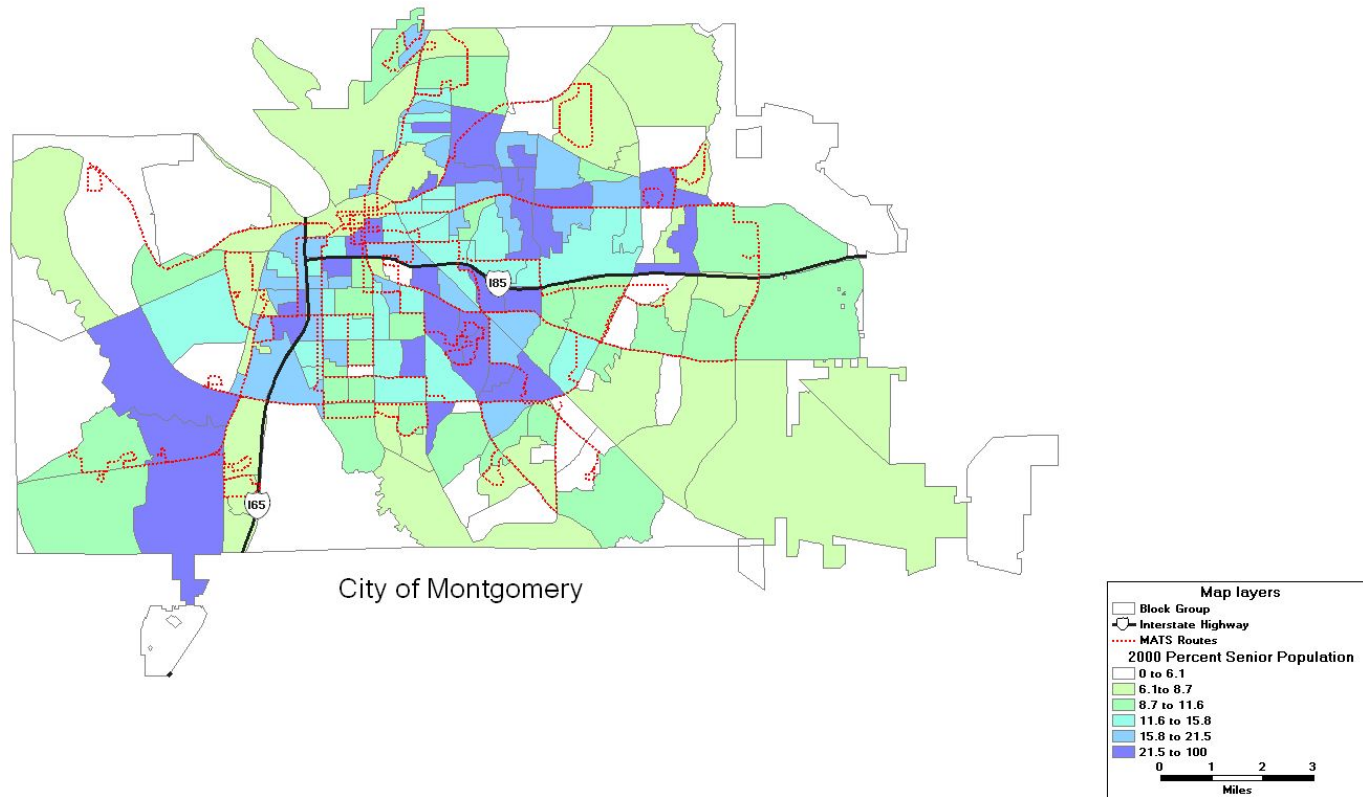 185
165
City of Montgomery
Map layers
Block Group
Interstate Highway
MATS Routes
2000 Percent Senior Population
0 to 6.1
6.1to 8.7
8.7 to 11.6
11.6 to 15.8
15.8 to 21.5
21.5 to 100
0 1 2 3
Miles